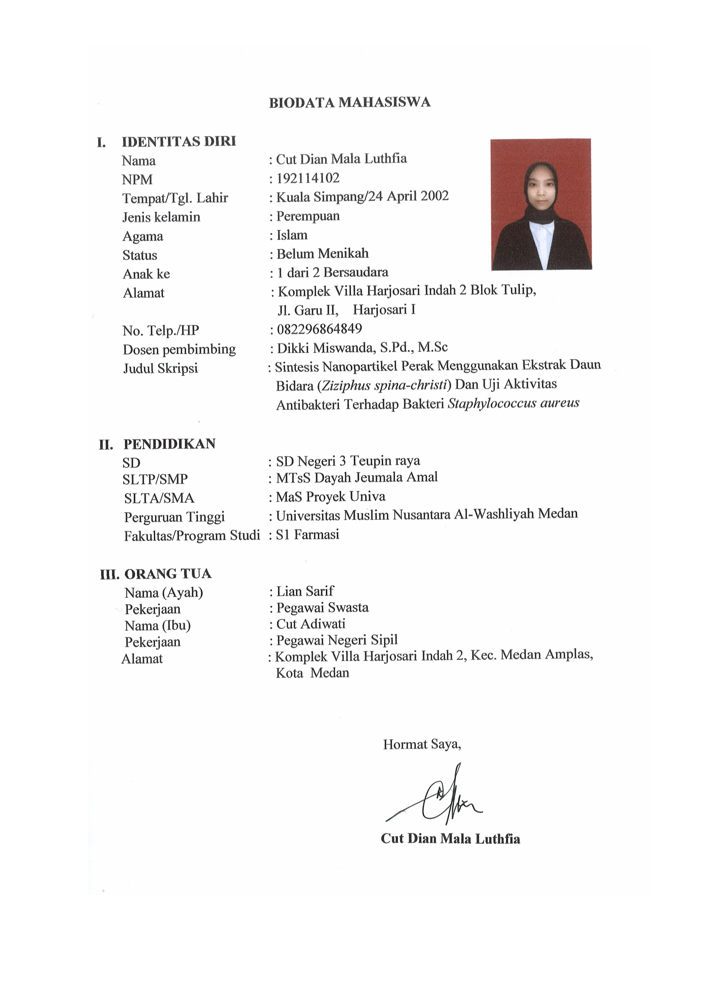 BIODATA MAHASISWA
I. IDENTITAS DIRI
Nama : Cut Dian Mala Luthfia
NPM : 192114102
Tempat/Tgl. Lahir : Kuala Simpang/24 April 2002
Jenis kelamin : Perempuan
Agama : Islam
Status : Belum Menikah
Anak ke : 1 dari 2 Bersaudara
Alamat : Komplek Villa Harjosari Indah 2 Blok Tulip,
Jl. Garu II, Harjosari I
No. Telp./HP : 082296864849
Dosen pembimbing : Dikki Miswanda, S.Pd., M.Sc
Judul Skripsi : Sintesis Nanopartikel Perak Menggunakan Ekstrak Daun
Bidara (Ziziphus spina-christi) Dan Uji Aktivitas
Antibakteri Terhadap Bakteri Staphylococcus aureus
II. PENDIDIKAN
SD : SD Negeri 3 Teupin raya
SLTP/SMP : MTsS Dayah Jeumala Amal
SLTA/SMA : MaS Proyek Univa
Perguruan Tinggi : Universitas Muslim Nusantara Al-Washliyah Medan
Fakultas/Program Studi : S1 Farmasi
III. ORANG TUA
Nama (Ayah) : Lian Sarif
Pekerjaan : Pegawai Swasta
Nama (Ibu) : Cut Adiwati
Pekerjaan : Pegawai Negeri Sipil
Alamat : Komplek Villa Harjosari Indah 2, Kec. Medan Amplas,
Kota Medan
Hormat Saya,
Cut Dian Mala Luthfia